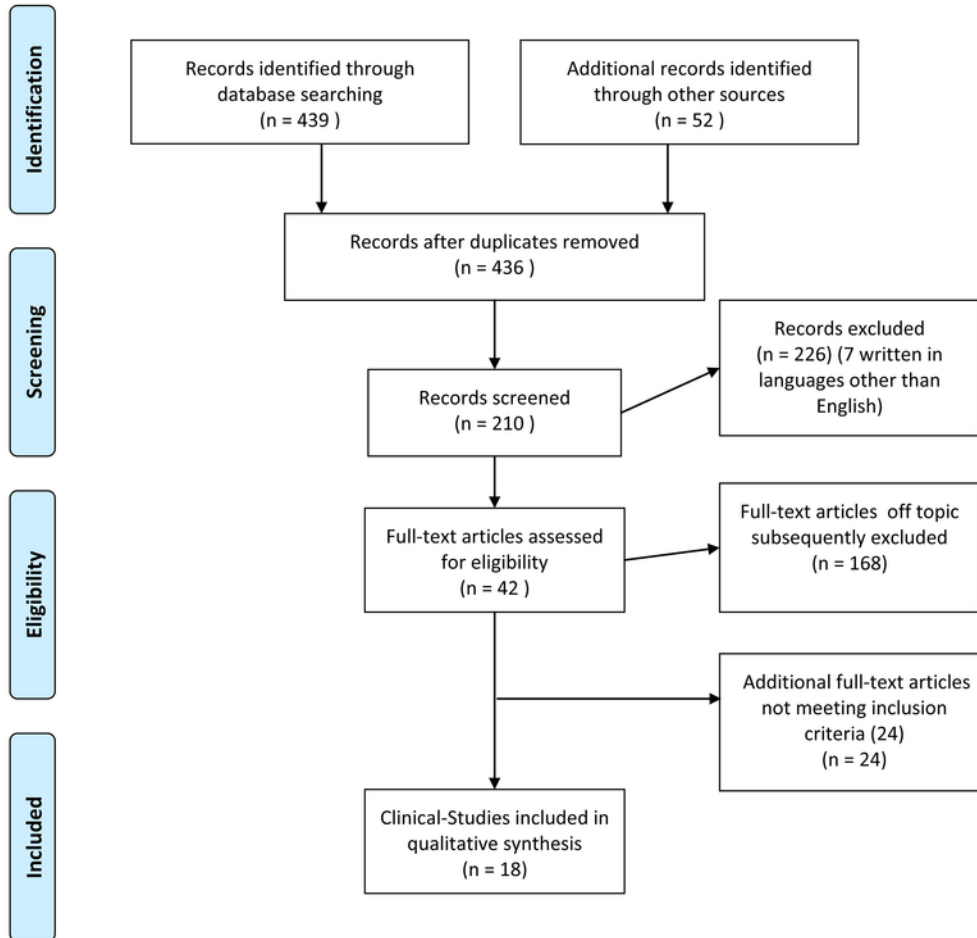 Identification
Records identified through
database searching
(n = 439 )
Additional records identified
through other sources
(n = 52 )
Records after duplicates removed
(n = 436 )
Screening
Records excluded
(n = 226) (7 written in
languages other than
English)
Records screened
(n = 210 )
Eligibility
Full-text articles assessed
for eligibility
(n = 42 )
Full-text articles off topic
subsequently excluded
(n = 168)
Additional full-text articles
not meeting inclusion
criteria (24)
(n = 24)
Included
Clinical-Studies included in
qualitative synthesis
(n = 18)